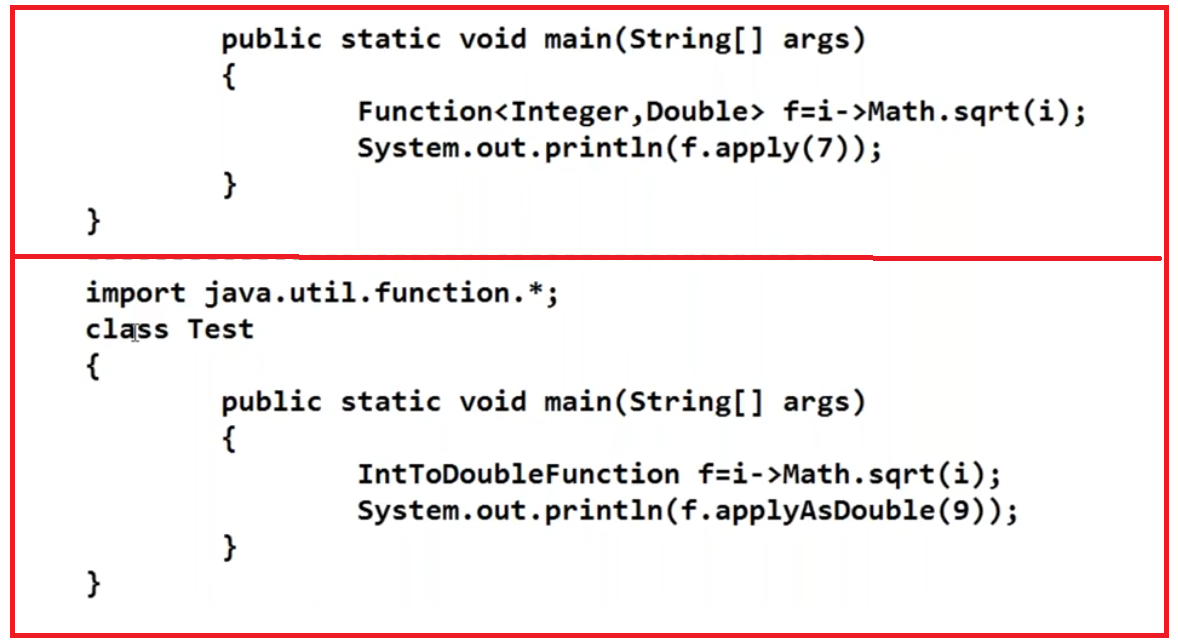 public static void main(String[] args)
{
Function<Integer,Double> f=i->Math.sqrt(i);
System.out.println(f.apply(7));
}
}
import java.util.function.*;
class Test
{
public static void main(String[] args)
{
IntToDoubleFunction f=i->Math.sqrt(i);
System.out.println(f.applyAsDouble(9));
}
}